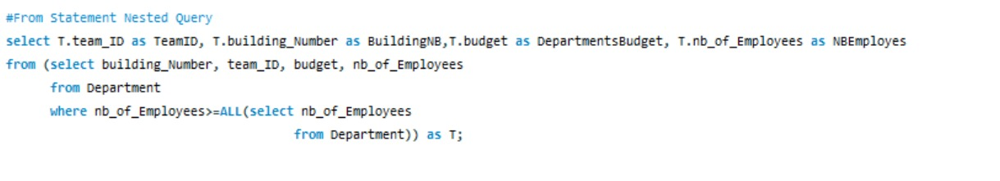 #From Statement Nested Query
select T.team_ID as TeamID, T.building_Number as BuildingNB,T.budget as DepartmentsBudget, T.nb_of_Employees as NBEmployes
from (select building_Number, team_ID, budget, nb_of_Employees
from Department
where nb_of_Employees>=ALL(select nb_of_Employees
from Department)) as T;